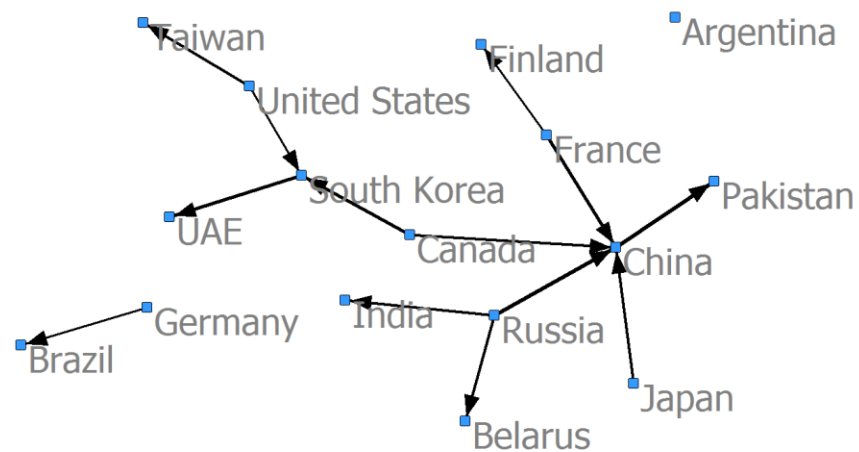 Taiwan
Finland
Argentina
United States
France
South Korea
Pakistan
UAE
Canada
China
India
Germany
Russia
Brazil
Japan
Belarus